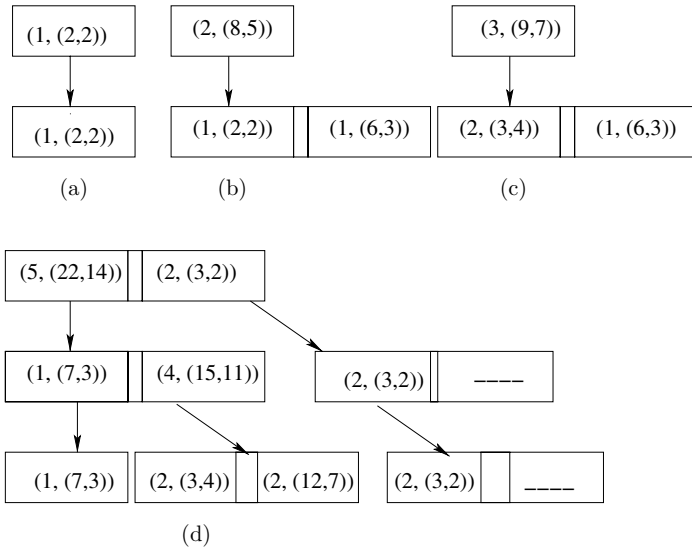 (1, (2,2)) (2, (8,5)) (3, (9,7))
(1, (2,2)) (1, (2,2)) (1, (6,3)) (2, (3,4)) (1, (6,3))
(a) (b) (c)
(5, (22,14)) (2, (3,2))
(1, (7,3)) (4, (15,11)) (2, (3,2)) ____
(1, (7,3)) (2, (3,4)) (2, (12,7)) (2, (3,2)) ____
(d)